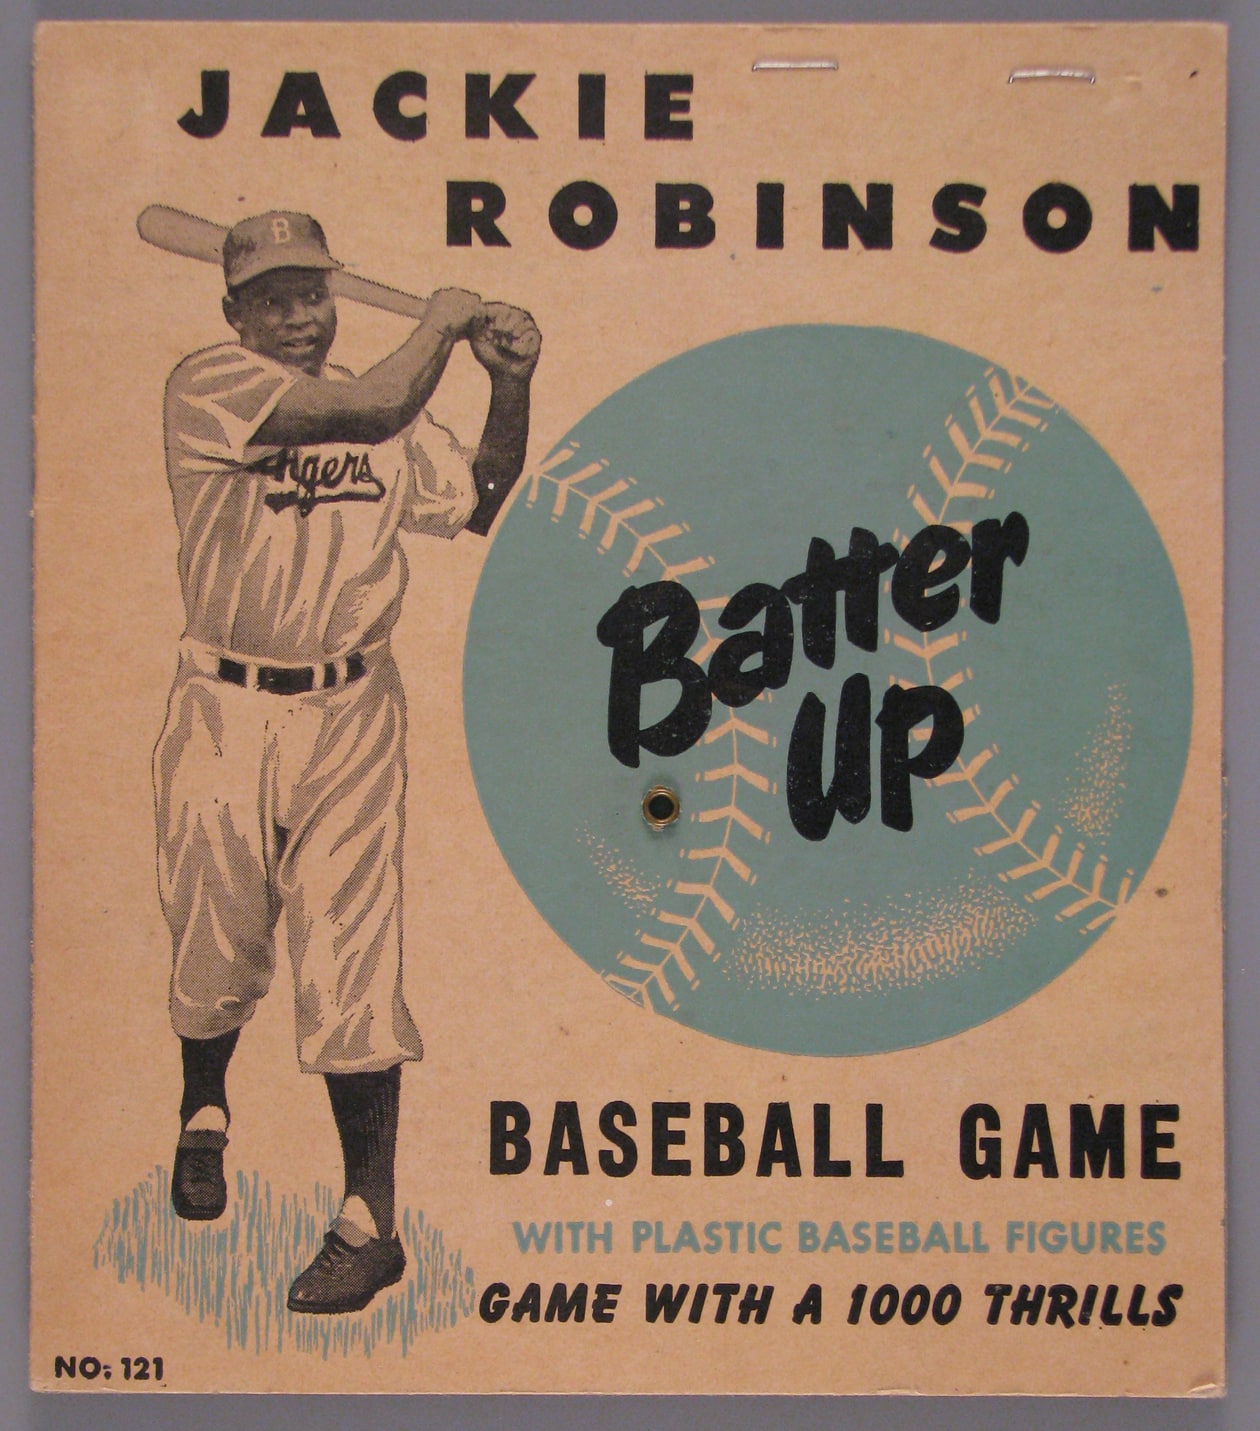 JACKIE
ROBINSON
B
Batter
UP
BASEBALL GAME
WITH PLASTIC BASEBALL FIGURES
GAME WITH A 1000 THRILLS
NO: 121